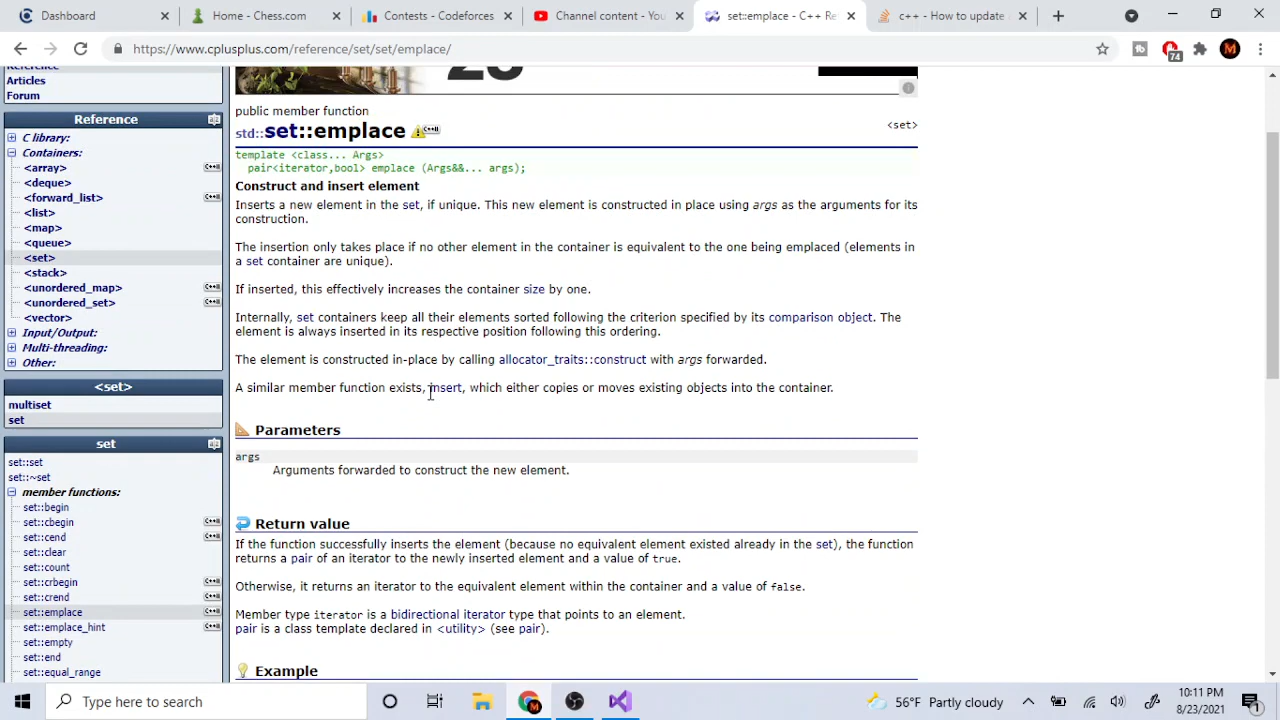 Dashboard
Home - Chess.com
Contests - Codeforces
Channel content - You
set::emplace - C++ Re
c++ - How to update
https://www.cplusplus.com/reference/set/set/emplace/
74
M
Reference
Articles
Forum
Reference
C library:
Containers:
<array>
<deque>
<forward_list>
<list>
<map>
<queue>
<set>
<stack>
<unordered_map>
<unordered_set>
<vector>
Input/Output:
Multi-threading:
Other:
<set>
multiset
set
set
set::set
set::~set
member functions:
set::begin
set::cbegin
set::cend
set::clear
set::count
set::crbegin
set::crend
set::emplace
set::emplace_hint
set::empty
set::end
set::equal_range
public member function
<set>
std::set::emplace
template <class... Args>
pair<iterator,bool> emplace (Args&&... args);
Construct and insert element
Inserts a new element in the set, if unique. This new element is constructed in place using args as the arguments for its
construction.
The insertion only takes place if no other element in the container is equivalent to the one being emplaced (elements in
a set container are unique).
If inserted, this effectively increases the container size by one.
Internally, set containers keep all their elements sorted following the criterion specified by its comparison object. The
element is always inserted in its respective position following this ordering.
The element is constructed in-place by calling allocator_traits::construct with args forwarded.
A similar member function exists, insert, which either copies or moves existing objects into the container.
Parameters
args
Arguments forwarded to construct the new element.
Return value
If the function successfully inserts the element (because no equivalent element existed already in the set), the function
returns a pair of an iterator to the newly inserted element and a value of true.
Otherwise, it returns an iterator to the equivalent element within the container and a value of false.
Member type iterator is a bidirectional iterator type that points to an element.
pair is a class template declared in <utility> (see pair).
Example
Type here to search
M
56°F Partly cloudy
10:11 PM
8/23/2021
1